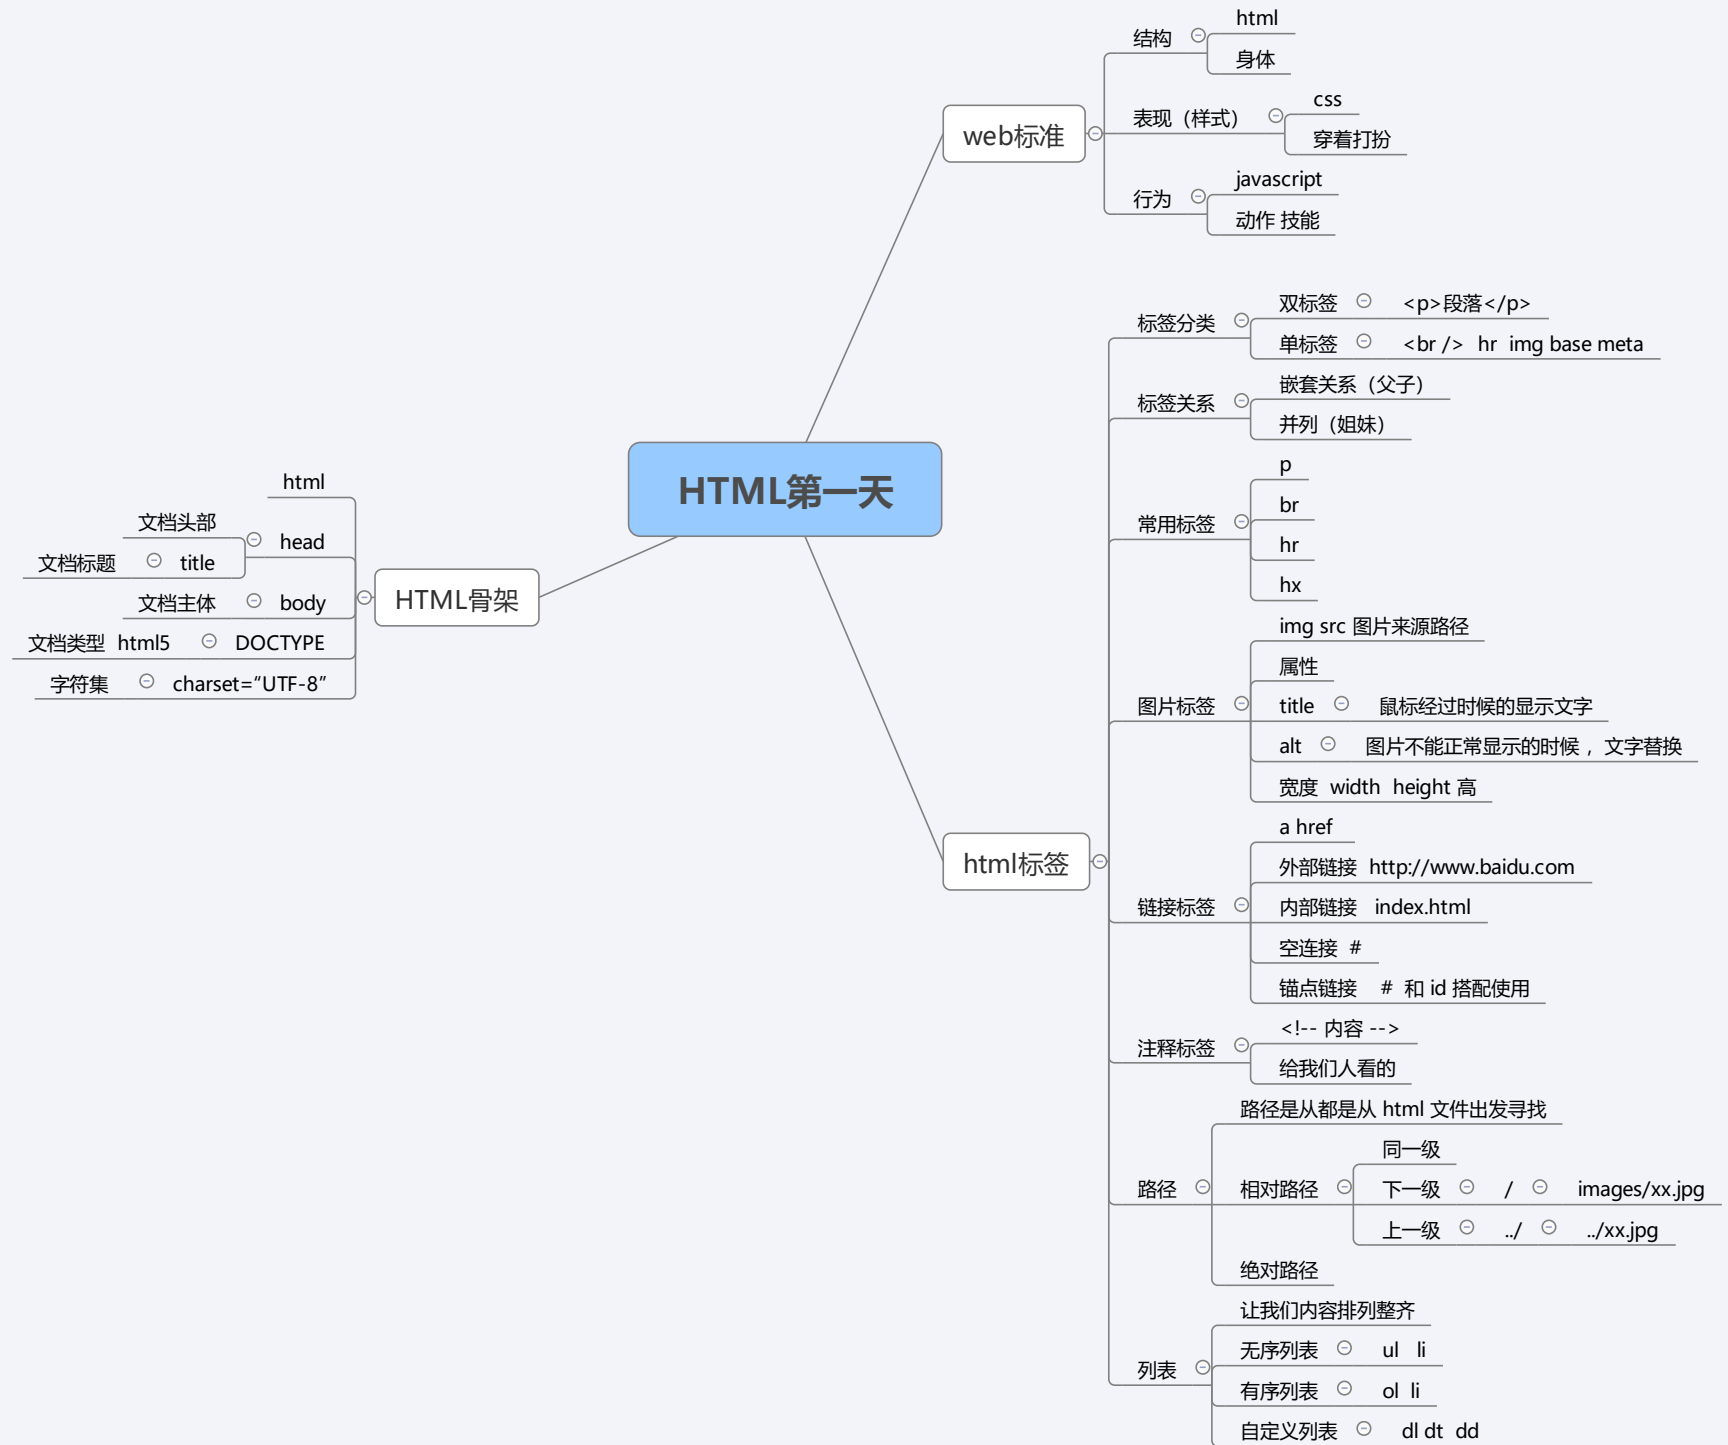 HTML第一天
web标准
结构
html
身体
表现（样式）
css
穿着打扮
行为
javascript
动作 技能
html标签
标签分类
双标签
<p>段落</p>
单标签
<br /> hr img base meta
标签关系
嵌套关系（父子）
并列（姐妹）
常用标签
p
br
hr
hx
图片标签
img src 图片来源路径
属性
title
鼠标经过时候的显示文字
alt
图片不能正常显示的时候，文字替换
宽度 width height 高
链接标签
a href
外部链接 http://www.baidu.com
内部链接 index.html
空连接 #
锚点链接 # 和 id 搭配使用
注释标签
<!-- 内容 -->
给我们人看的
路径
路径是从都是从 html 文件出发寻找
相对路径
同一级
下一级
/
images/xx.jpg
上一级
../
../xx.jpg
绝对路径
列表
让我们内容排列整齐
无序列表
ul li
有序列表
ol li
自定义列表
dl dt dd
HTML骨架
html
head
文档头部
title
文档标题
body
文档主体
DOCTYPE
文档类型 html5
charset=“UTF-8”
字符集